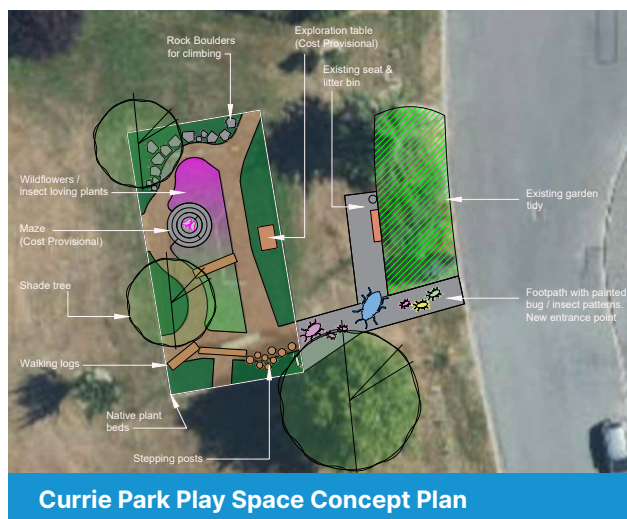 Rock Boulders
for climbing
Exploration table
(Cost Provisional)
Existing seat &
litter bin
Wildflowers /
insect loving plants
Maze
(Cost Provisional)
Existing garden
tidy
Shade tree
Footpath with painted
bug / insect patterns.
New entrance point
Walking logs
Native plant
beds
Stepping posts
Currie Park Play Space Concept Plan